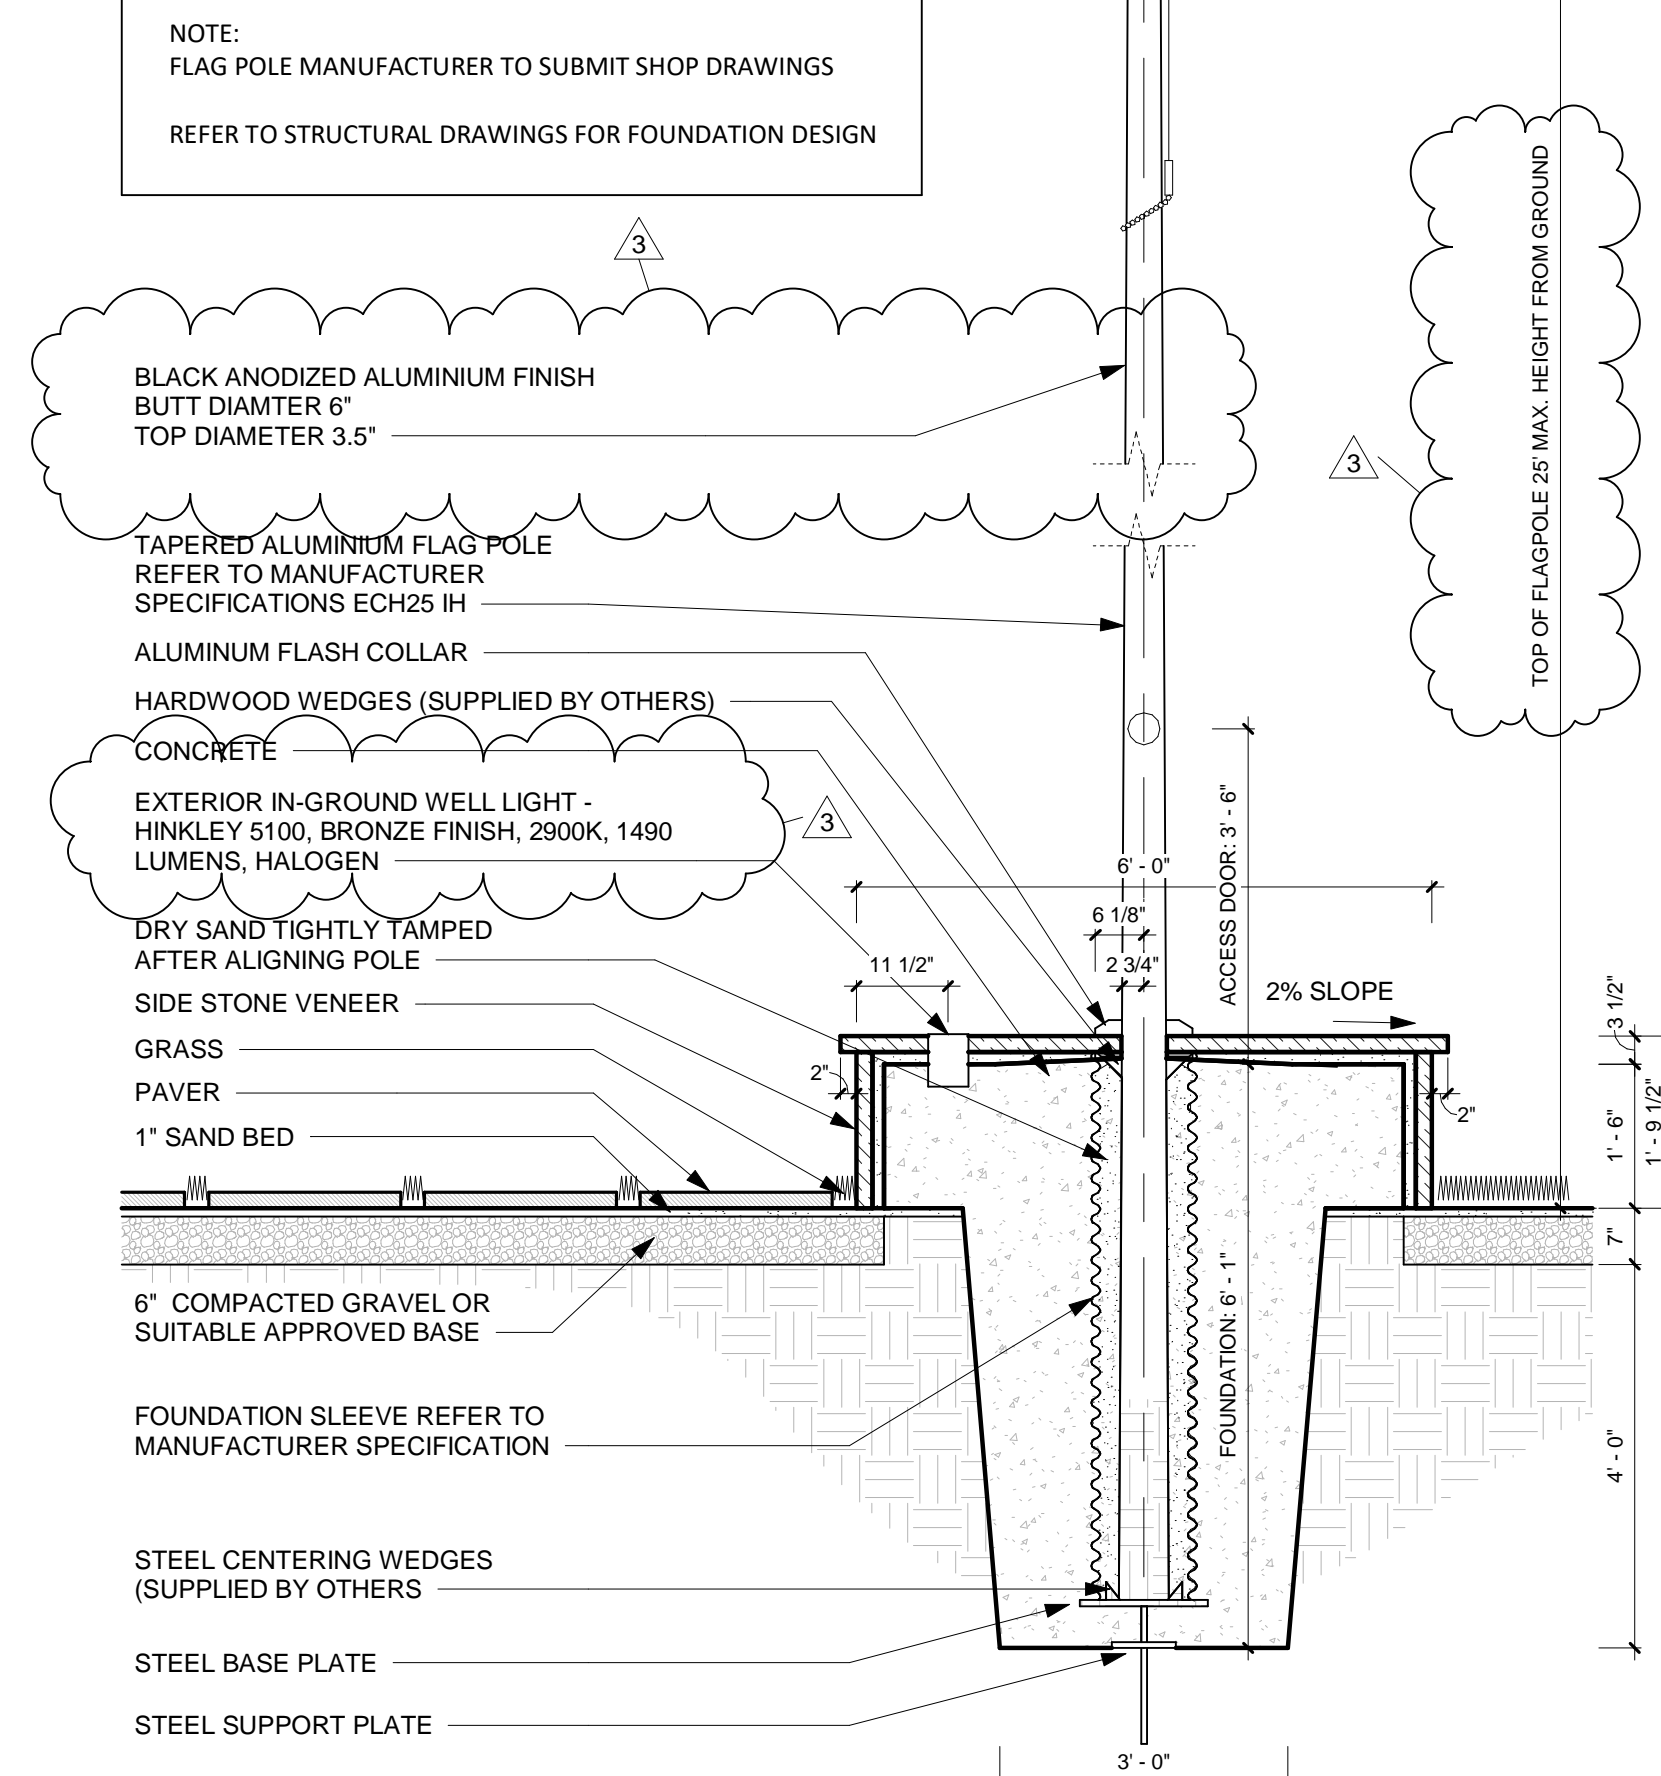 NOTE:
FLAG POLE MANUFACTURER TO SUBMIT SHOP DRAWINGS
REFER TO STRUCTURAL DRAWINGS FOR FOUNDATION DESIGN
3
BLACK ANODIZED ALUMINIUM FINISH
BUTT DIAMTER 6"
TOP DIAMETER 3.5"
TOP OF FLAGPOLE 25' MAX. HEIGHT FROM GROUND
3
TAPERED ALUMINIUM FLAG POLE
REFER TO MANUFACTURER
SPECIFICATIONS ECH25 IH
ALUMINUM FLASH COLLAR
HARDWOOD WEDGES (SUPPLIED BY OTHERS)
CONCRETE
EXTERIOR IN-GROUND WELL LIGHT -
HINKLEY 5100, BRONZE FINISH, 2900K, 1490
LUMENS, HALOGEN
3
DRY SAND TIGHTLY TAMPED
AFTER ALIGNING POLE
SIDE STONE VENEER
GRASS
PAVER
1" SAND BED
6" COMPACTED GRAVEL OR
SUITABLE APPROVED BASE
FOUNDATION SLEEVE REFER TO
MANUFACTURER SPECIFICATION
STEEL CENTERING WEDGES
(SUPPLIED BY OTHERS
STEEL BASE PLATE
STEEL SUPPORT PLATE
6' - 0"
6 1/8"
2 3/4"
11 1/2"
ACCESS DOOR: 3' - 6"
2% SLOPE
2"
2"
3 1/2"
1' - 6"
1' - 9 1/2"
7"
4' - 0"
FOUNDATION: 6' - 1"
3' - 0"